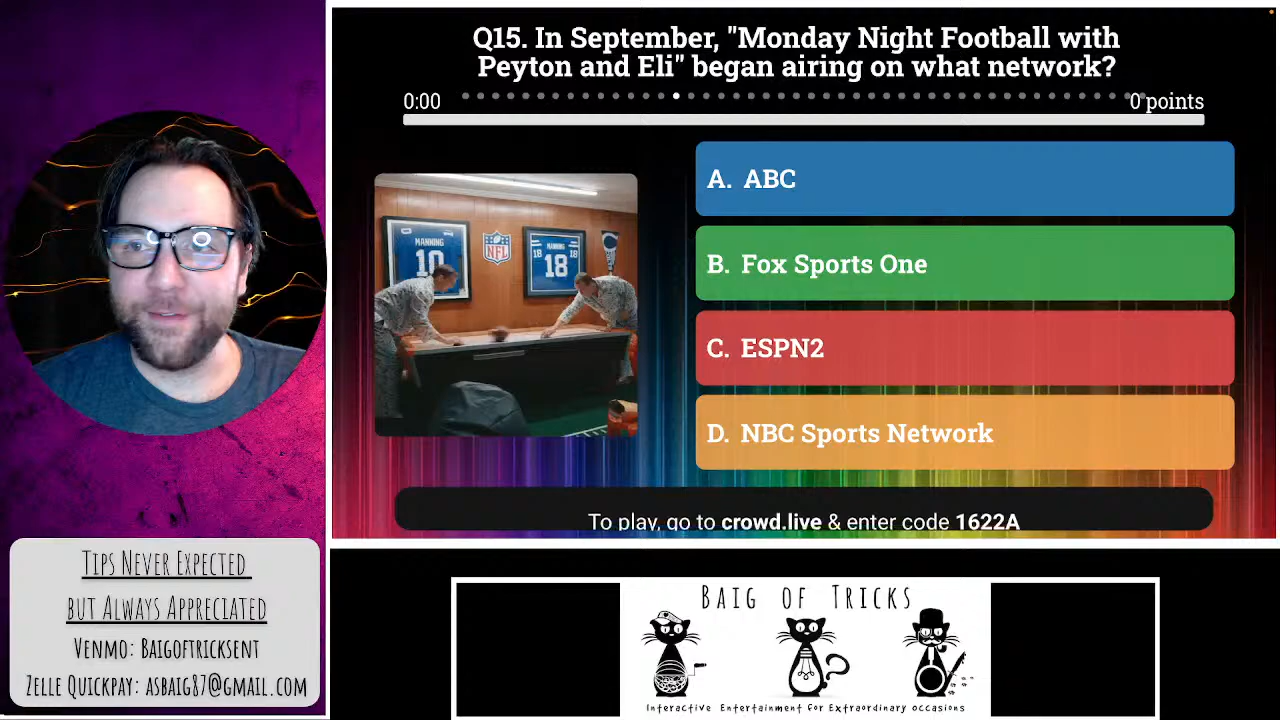 Q15. In September, "Monday Night Football with
Peyton and Eli" began airing on what network?
0:00
0 points
MANNING
10
NFL
MANNING
18 18
18
A. ABC
B. Fox Sports One
C. ESPN2
D. NBC Sports Network
To play, go to crowd.live & enter code 1622A
Tips Never Expected
but Always Appreciated
Venmo: Baigoftricksent
Zelle Quickpay: asbaig87@gmail.com
Baig of Tricks
Interactive Entertainment for Extraordinary Occasions